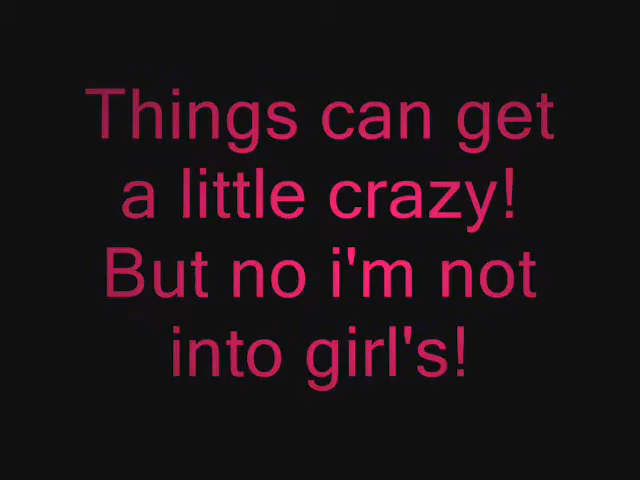 Things can get
a little crazy!
But no i'm not
into girl's!